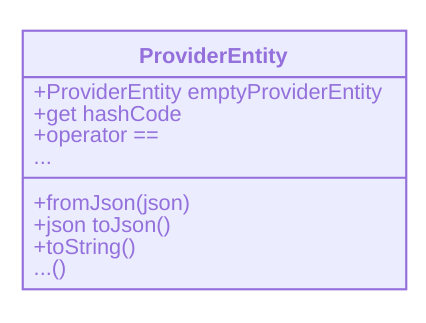 ProviderEntity
+ProviderEntity emptyProviderEntity
+get hashCode
+operator ==
...
+fromJson(json)
+json toJson()
+toString()
...()